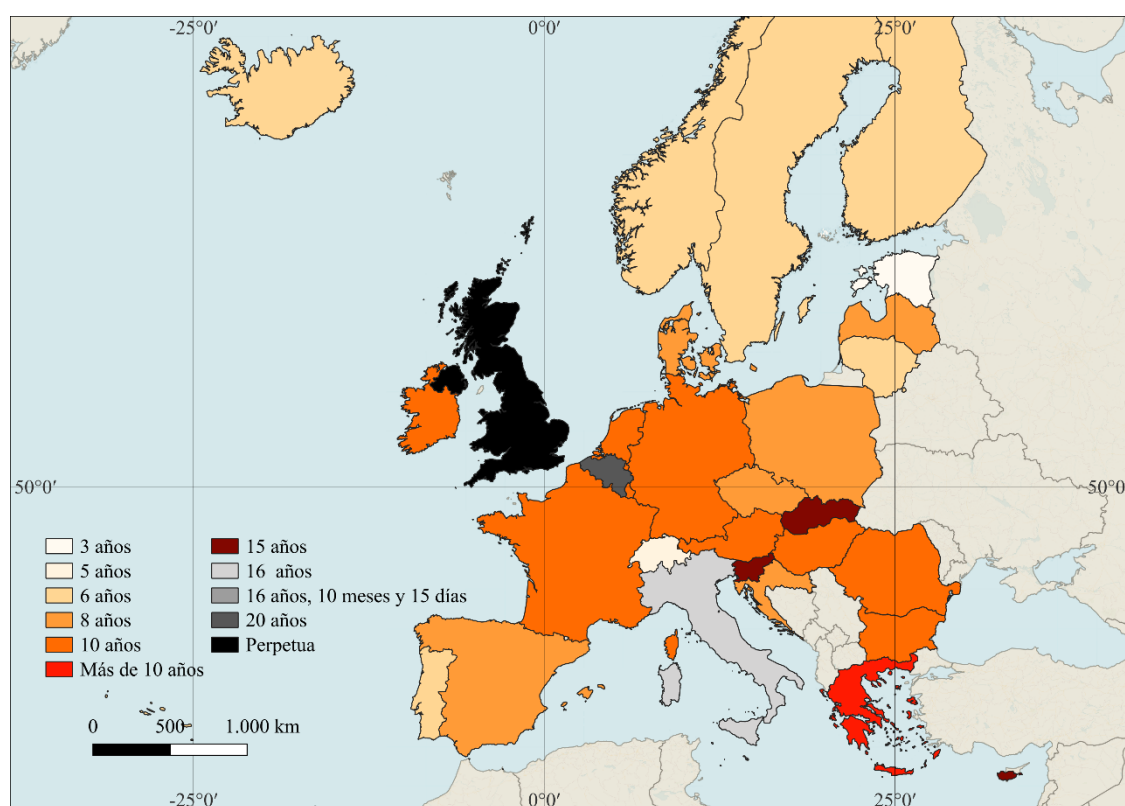 -25°0′ 0°0′ 25°0′
50°0′ 50°0′
3 años
5 años
6 años
8 años
10 años
Más de 10 años
15 años
16 años
16 años, 10 meses y 15 días
20 años
Perpetua
0 500 1.000 km
-25°0′ 0°0′ 25°0′